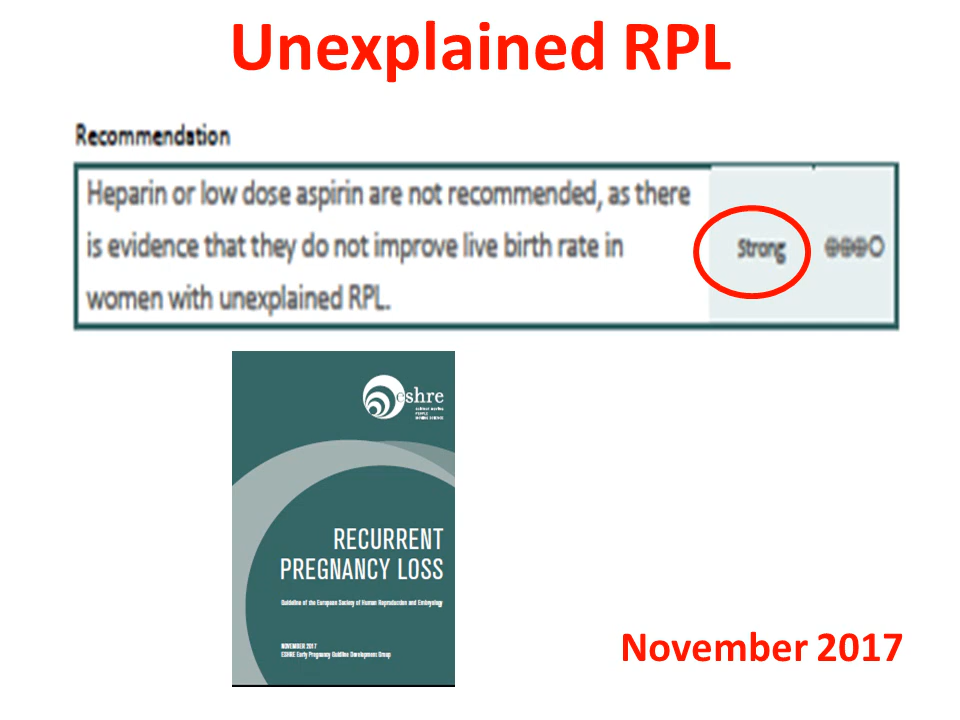 Unexplained RPL
Recommendation
Heparin or low dose aspirin are not recommended, as there
is evidence that they do not improve live birth rate in
women with unexplained RPL.
Strong ⊕⊕⊕○
eshre
RECURRENT
PREGNANCY LOSS
Guideline of the European Society of Human Reproduction and Embryology
NOVEMBER 2017
ESHRE Early Pregnancy Guideline Development Group
November 2017